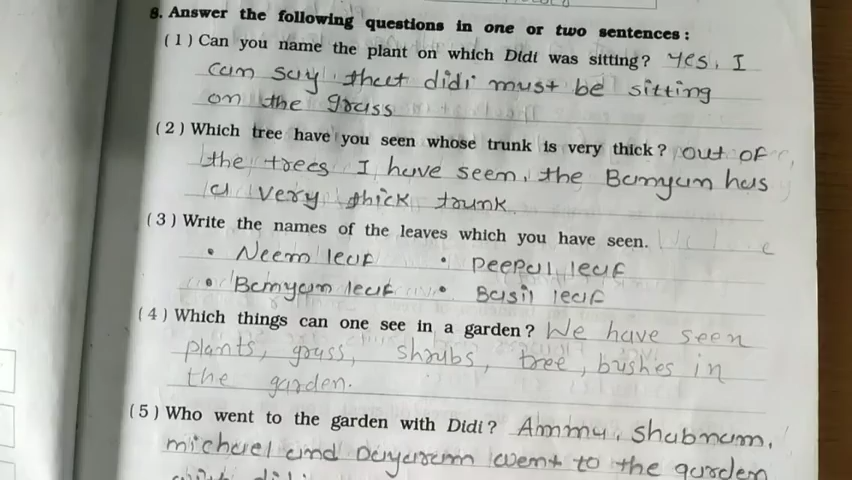 8. Answer the following questions in one or two sentences :
(1) Can you name the plant on which Didi was sitting? Yes, I
can say that didi must be sitting
on the grass
(2) Which tree have you seen whose trunk is very thick? out of
the trees I have seen, the Banyan has
a very thick trunk
(3) Write the names of the leaves which you have seen.
• Neem leaf • peepal leaf
• Banyan leaf • Basil leaf
(4) Which things can one see in a garden? We have seen
plants, grass, shrubs, tree, bushes in
the garden.
(5) Who went to the garden with Didi? Ammu, shabnam,
michael and Dayaram went to the garden